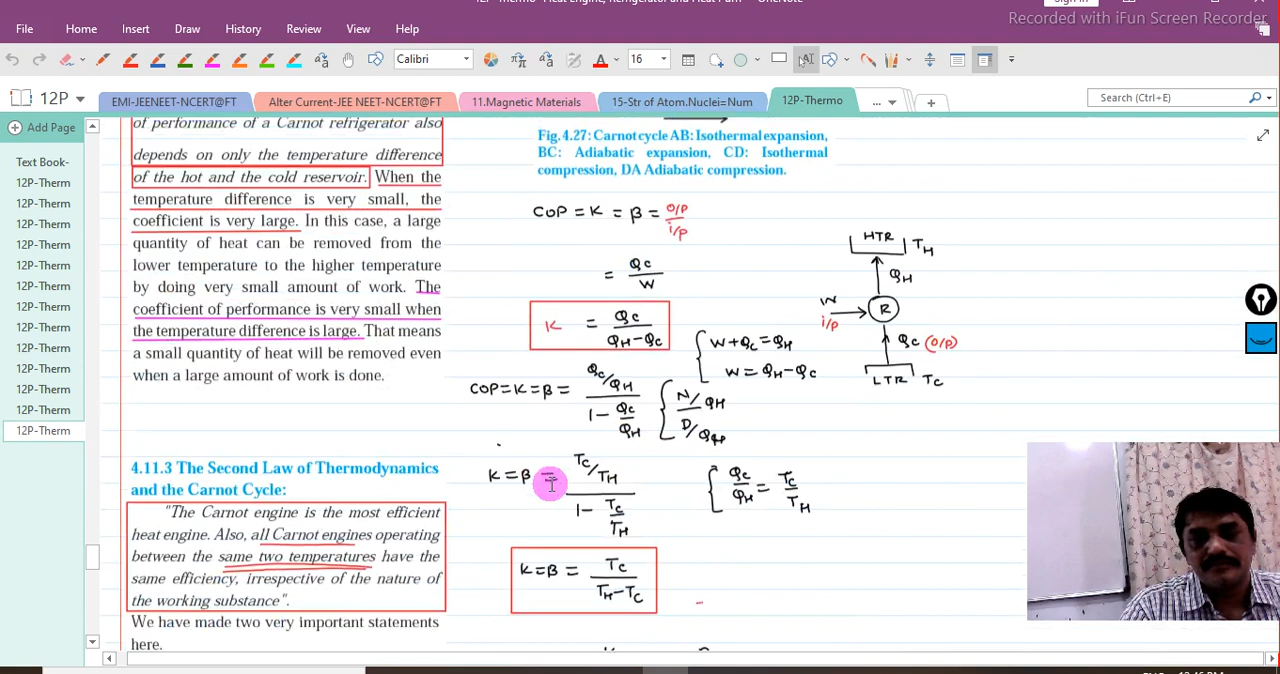 12P-Thermo-Heat Engine, Refrigerator and Heat Pum - OneNote
Sign in
Recorded with iFun Screen Recorder
File Home Insert Draw History Review View Help
Calibri 16
12P EMI-JEENEET-NCERT@FT Alter Current-JEE NEET-NCERT@FT 11.Magnetic Materials 15-Str of Atom.Nuclei=Num 12P-Thermo ... Search (Ctrl+E)
Add Page
Text Book-
12P-Therm
12P-Therm
12P-Therm
12P-Therm
12P-Therm
12P-Therm
12P-Therm
12P-Therm
12P-Therm
12P-Therm
12P-Therm
12P-Therm
12P-Therm
of performance of a Carnot refrigerator also
depends on only the temperature difference
of the hot and the cold reservoir. When the
temperature difference is very small, the
coefficient is very large. In this case, a large
quantity of heat can be removed from the
lower temperature to the higher temperature
by doing very small amount of work. The
coefficient of performance is very small when
the temperature difference is large. That means
a small quantity of heat will be removed even
when a large amount of work is done.
4.11.3 The Second Law of Thermodynamics
and the Carnot Cycle:
"The Carnot engine is the most efficient
heat engine. Also, all Carnot engines operating
between the same two temperatures have the
same efficiency, irrespective of the nature of
the working substance".
We have made two very important statements
here.
Fig. 4.27: Carnot cycle AB: Isothermal expansion,
BC: Adiabatic expansion, CD: Isothermal
compression, DA Adiabatic compression.
COP = K = β = O/P / i/p
= QC / W
K = QC / QH-QC
{ W+QC=QH
W = QH-QC
COP=K=β = QC/QH / 1- QC/QH
{ N/QH
D/QH
K=β = TC/TH / 1- TC/TH
{ QC/QH = TC/TH
K=β = TC / TH-TC
HTR TH
QH
W
i/p
R
QC (O/P)
LTR TC